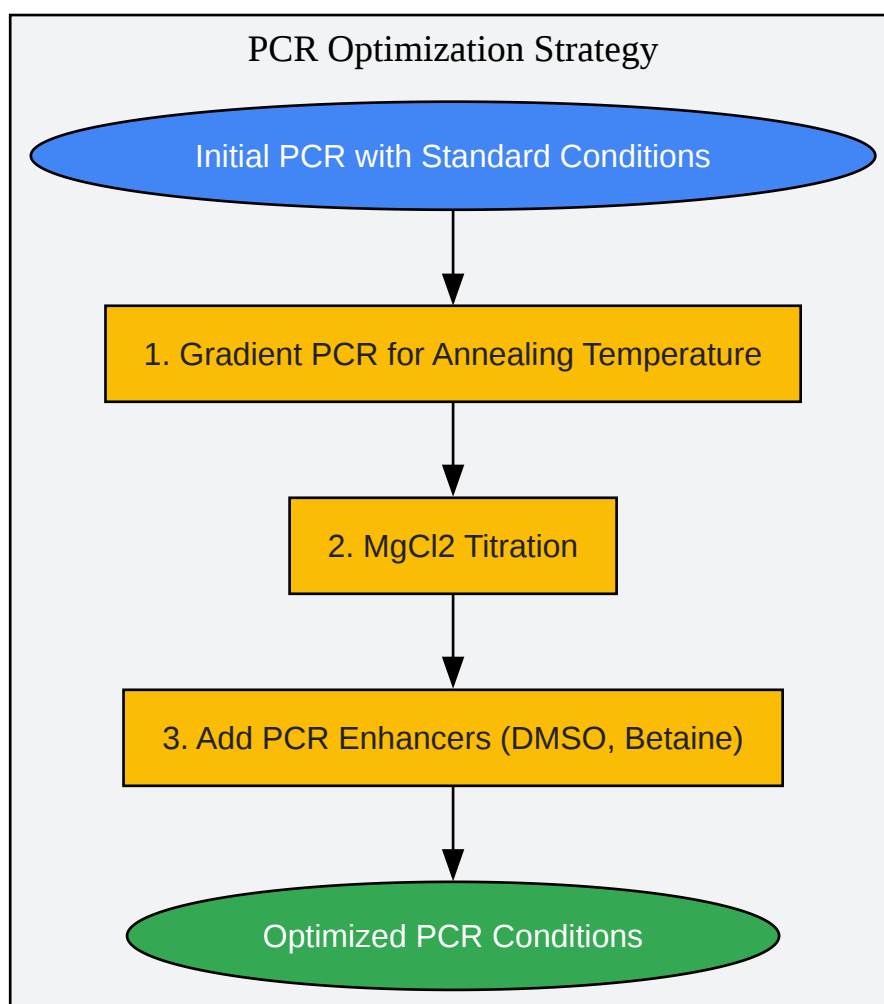 PCR Optimization Strategy
Initial PCR with Standard Conditions
1. Gradient PCR for Annealing Temperature
2. MgCl2 Titration
3. Add PCR Enhancers (DMSO, Betaine)
Optimized PCR Conditions